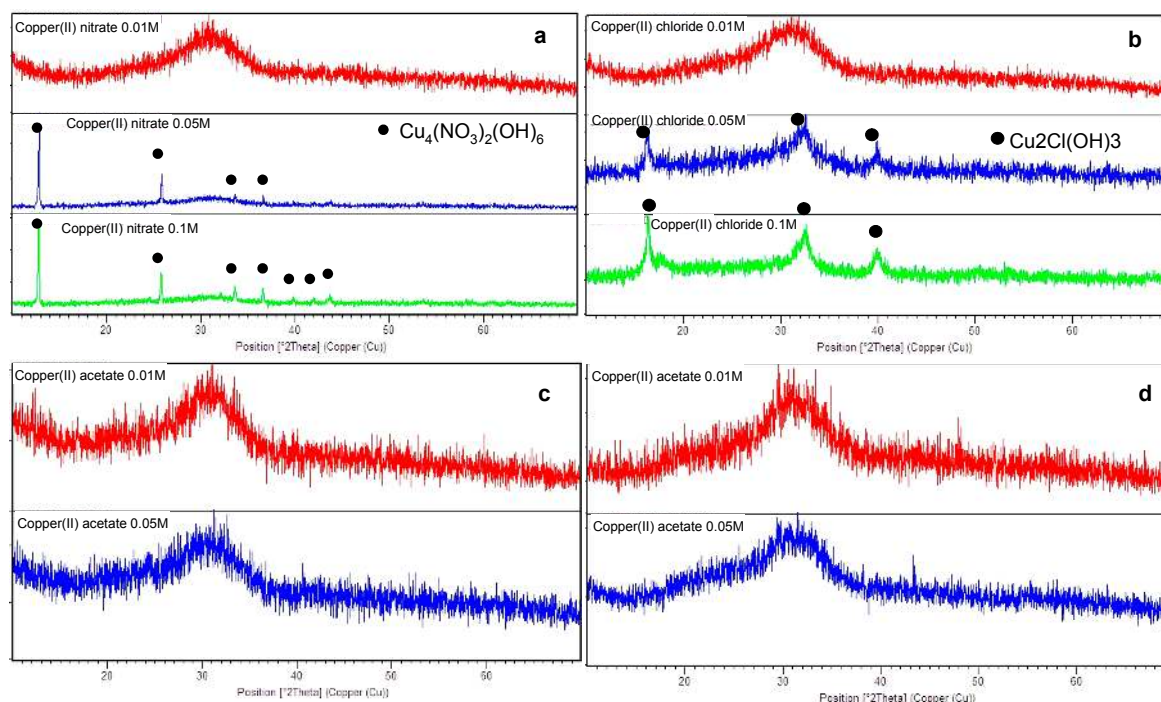 Copper(II) nitrate 0.01M
a
Copper(II) nitrate 0.05M
Cu₄(NO₃)₂(OH)₆
Copper(II) nitrate 0.1M
20 30 40 50 60
Position [°2Theta] (Copper (Cu))
Copper(II) chloride 0.01M
b
Copper(II) chloride 0.05M
Cu2Cl(OH)3
Copper(II) chloride 0.1M
20 30 40 50 60
Position [°2Theta] (Copper (Cu))
Copper(II) acetate 0.01M
c
Copper(II) acetate 0.05M
20 30 40 50 60
Position [°2Theta] (Copper (Cu))
Copper(II) acetate 0.01M
d
Copper(II) acetate 0.05M
20 30 40 50 60
Position [°2Theta] (Copper (Cu))